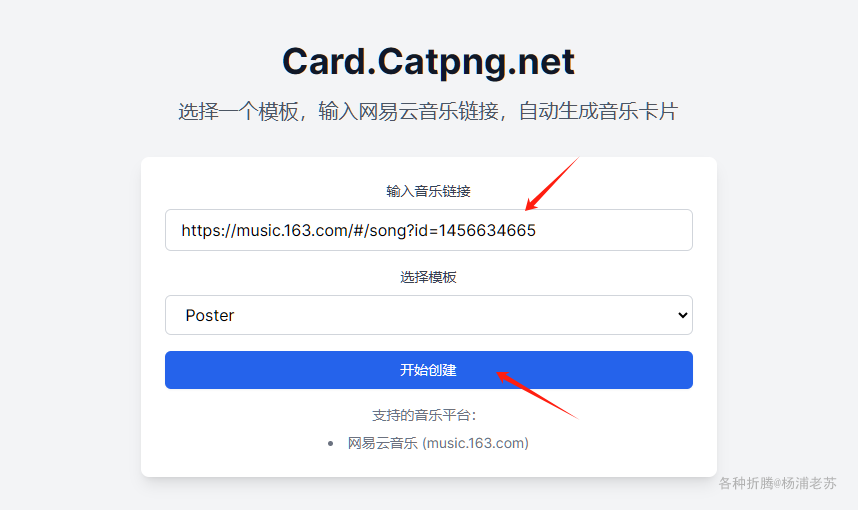 Card.Catpng.net
选择一个模板，输入网易云音乐链接，自动生成音乐卡片
输入音乐链接
https://music.163.com/#/song?id=1456634665
选择模板
Poster
开始创建
支持的音乐平台：
• 网易云音乐 (music.163.com)
各种折腾@杨浦老苏